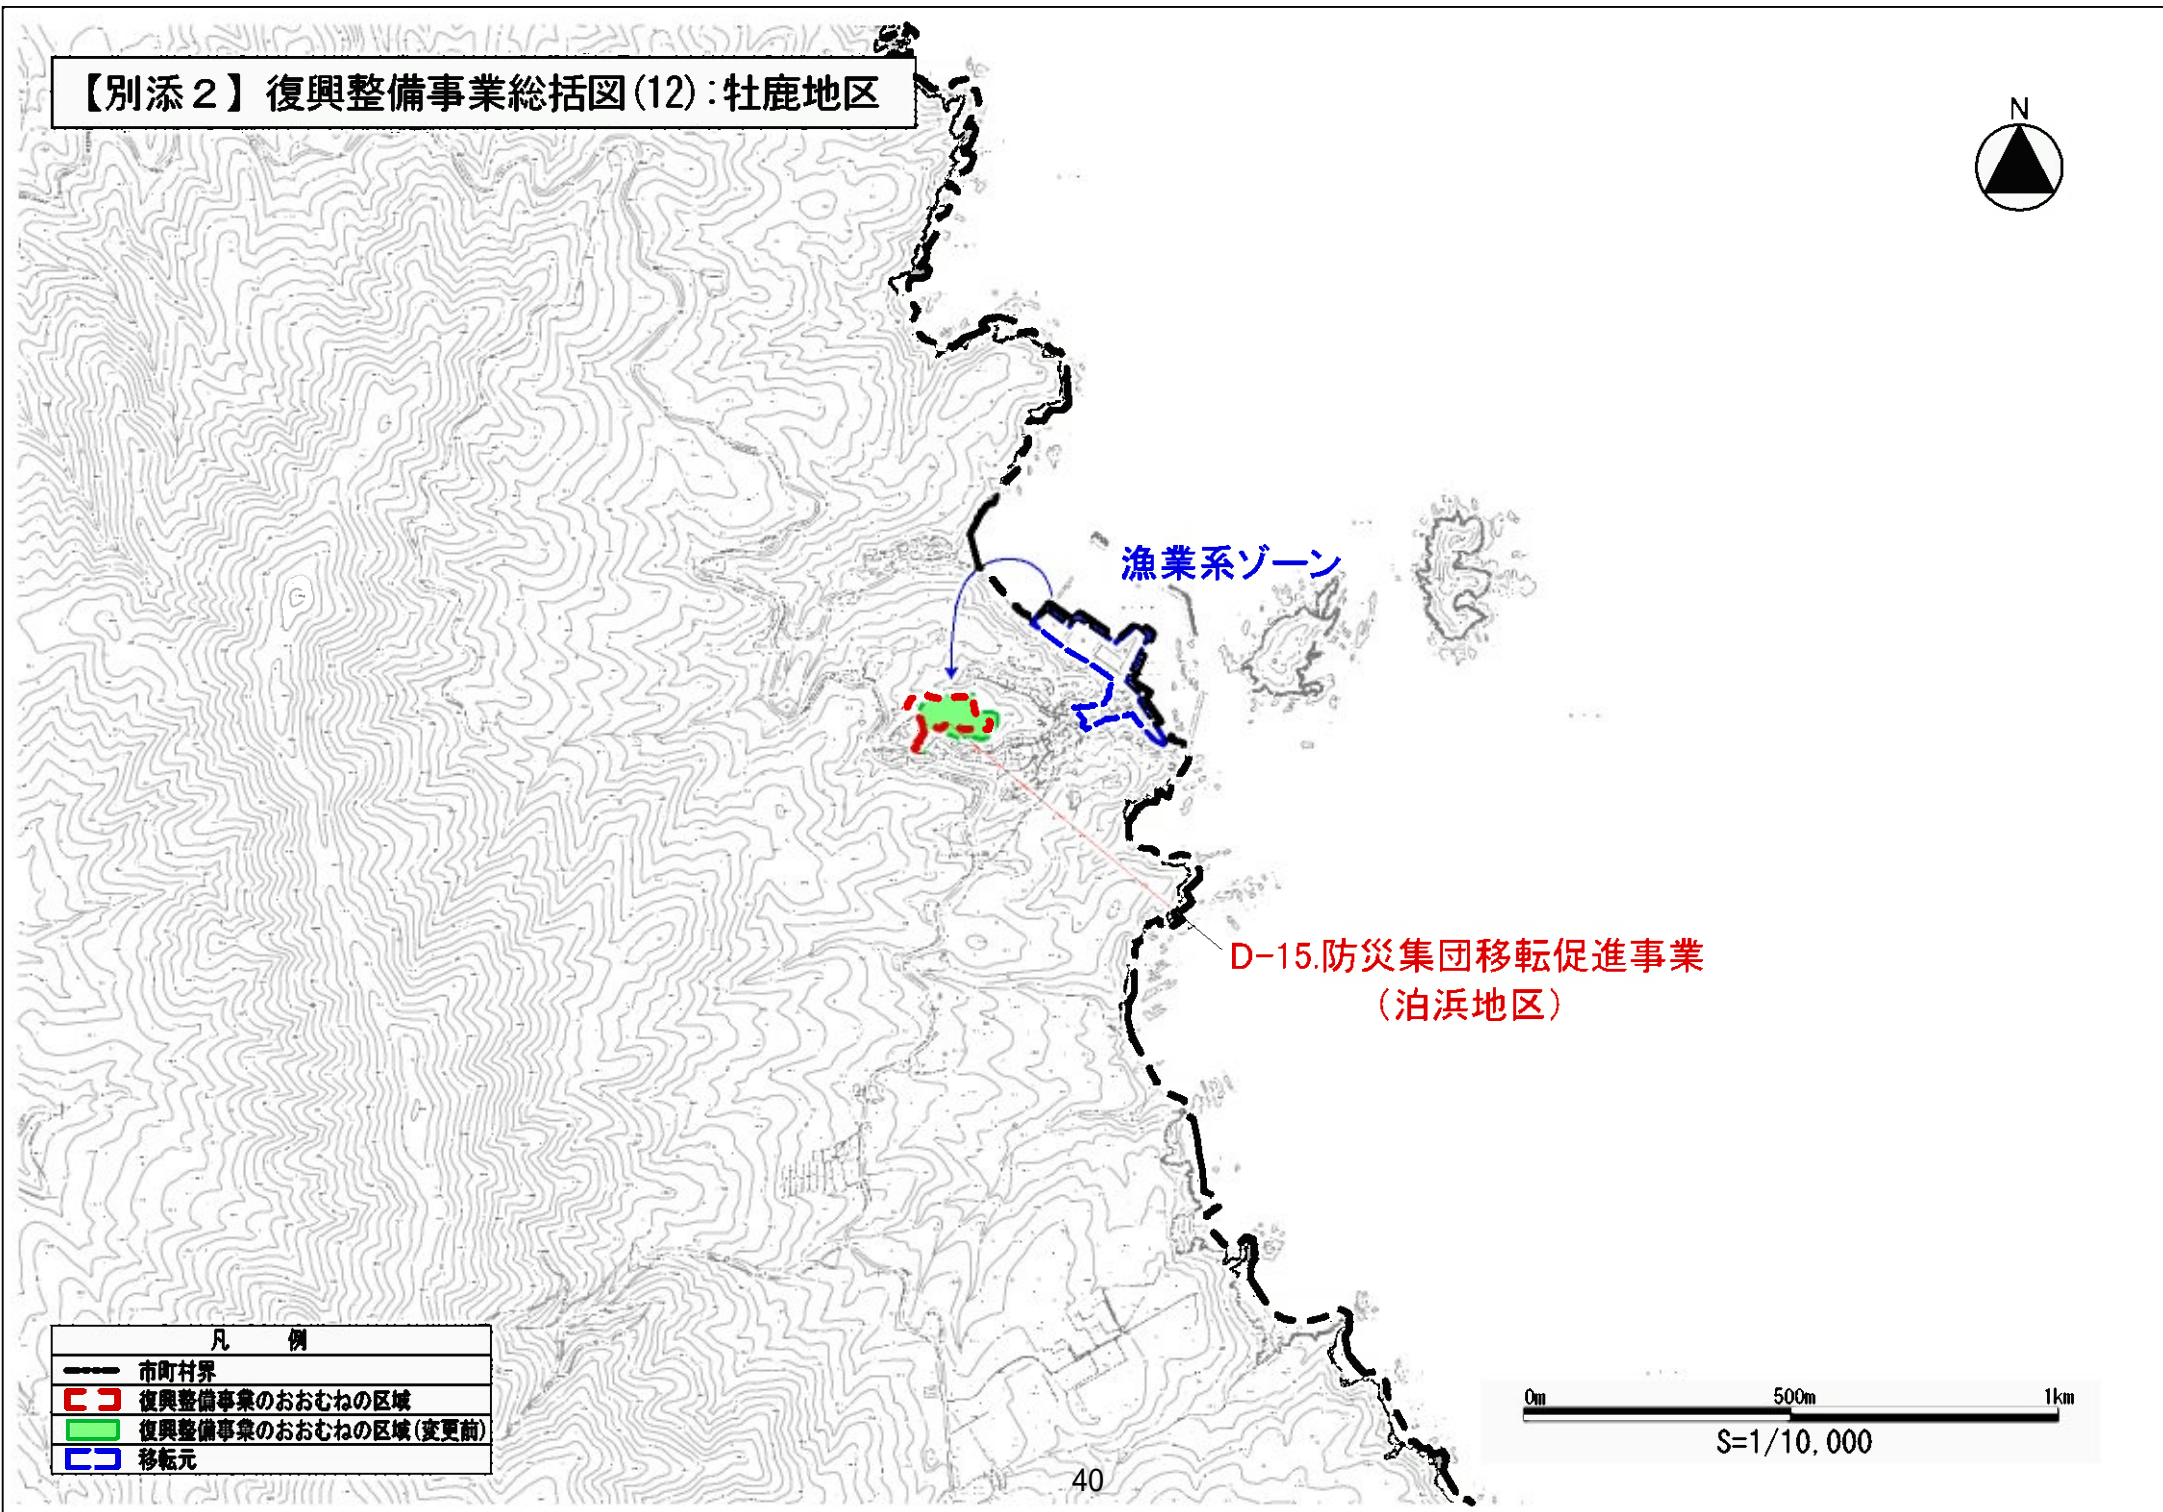 【別添２】復興整備事業総括図(12):牡鹿地区
N
漁業系ゾーン
D-15.防災集団移転促進事業
(泊浜地区)
凡 例
市町村界
復興整備事業のおおむねの区域
復興整備事業のおおむねの区域(変更前)
移転元
0m 500m 1km
S=1/10,000
40